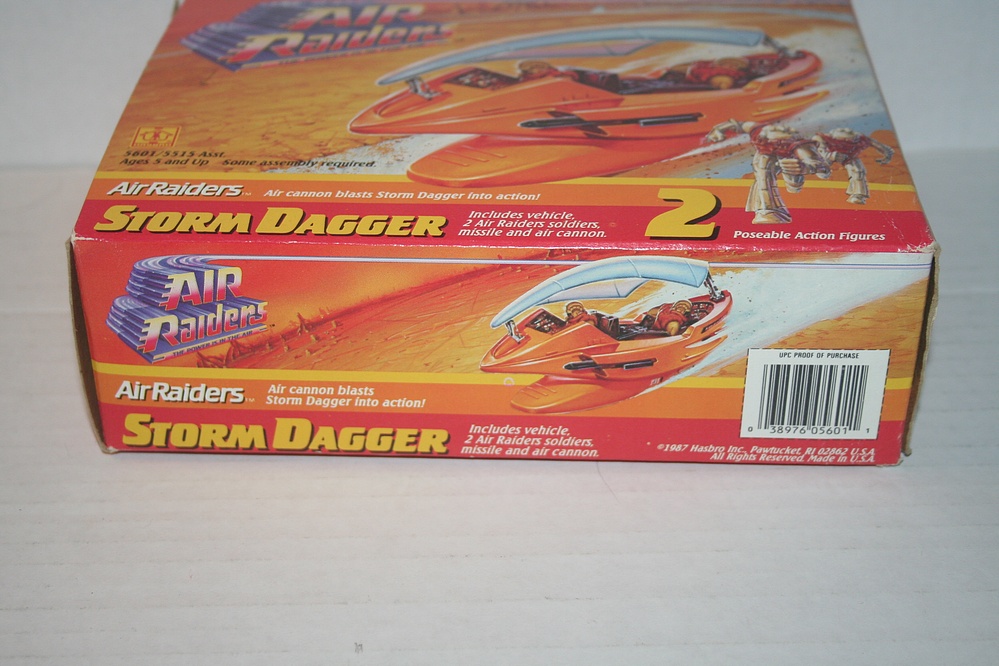 AIR
Raiders
5601/5515 Asst.
Ages 5 and Up Some assembly required.
AirRaiders™ Air cannon blasts Storm Dagger into action!
STORM DAGGER
Includes vehicle,
2 Air Raiders soldiers,
missile and air cannon.
2
Poseable Action Figures
AIR
Raiders
THE POWER IS IN THE AIR
AirRaiders™
Air cannon blasts
Storm Dagger into action!
STORM DAGGER
Includes vehicle,
2 Air Raiders soldiers,
missile and air cannon.
UPC PROOF OF PURCHASE
0 38976 05601 1
©1987 Hasbro Inc., Pawtucket, RI 02862 U.S.A.
All Rights Reserved. Made in U.S.A.